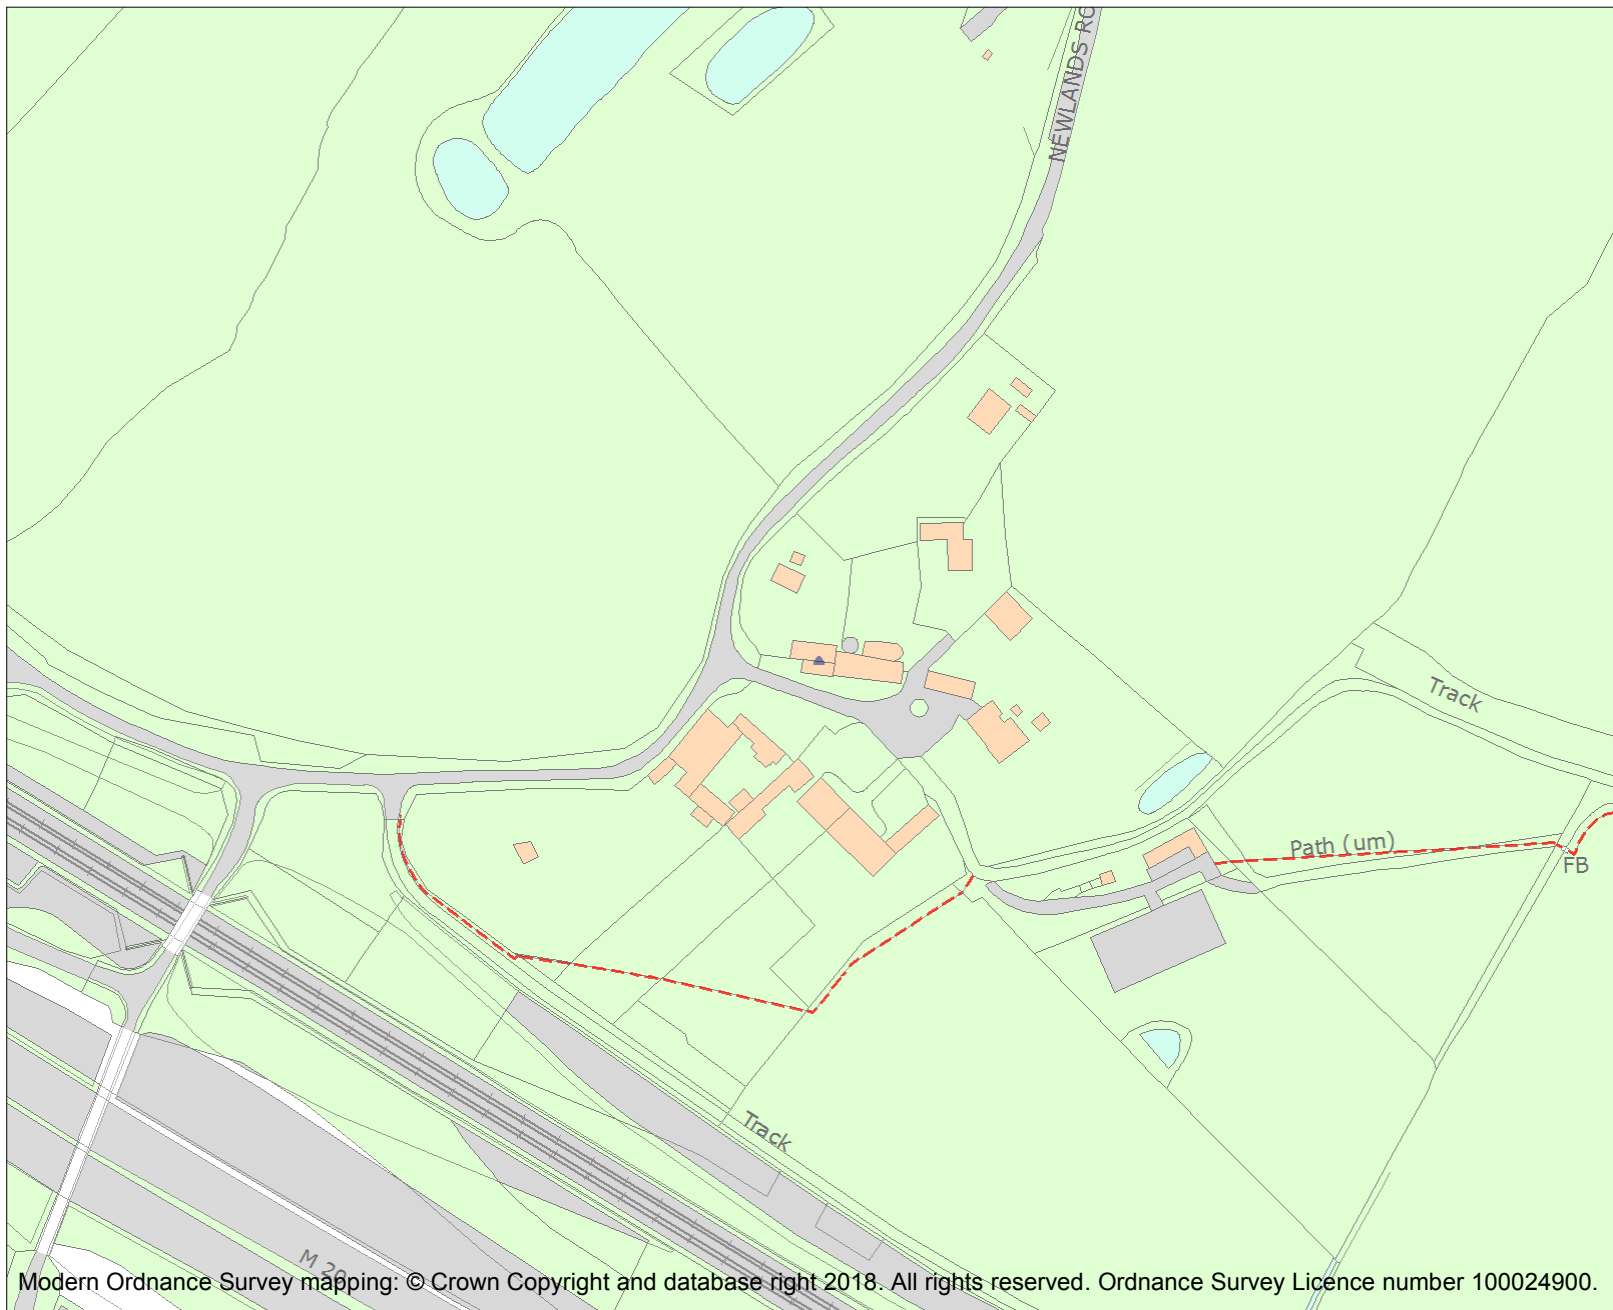 NEWLANDS RO
Track
Path (um)
FB
Track
M 20
Modern Ordnance Survey mapping: © Crown Copyright and database right 2018. All rights reserved. Ordnance Survey Licence number 100024900.